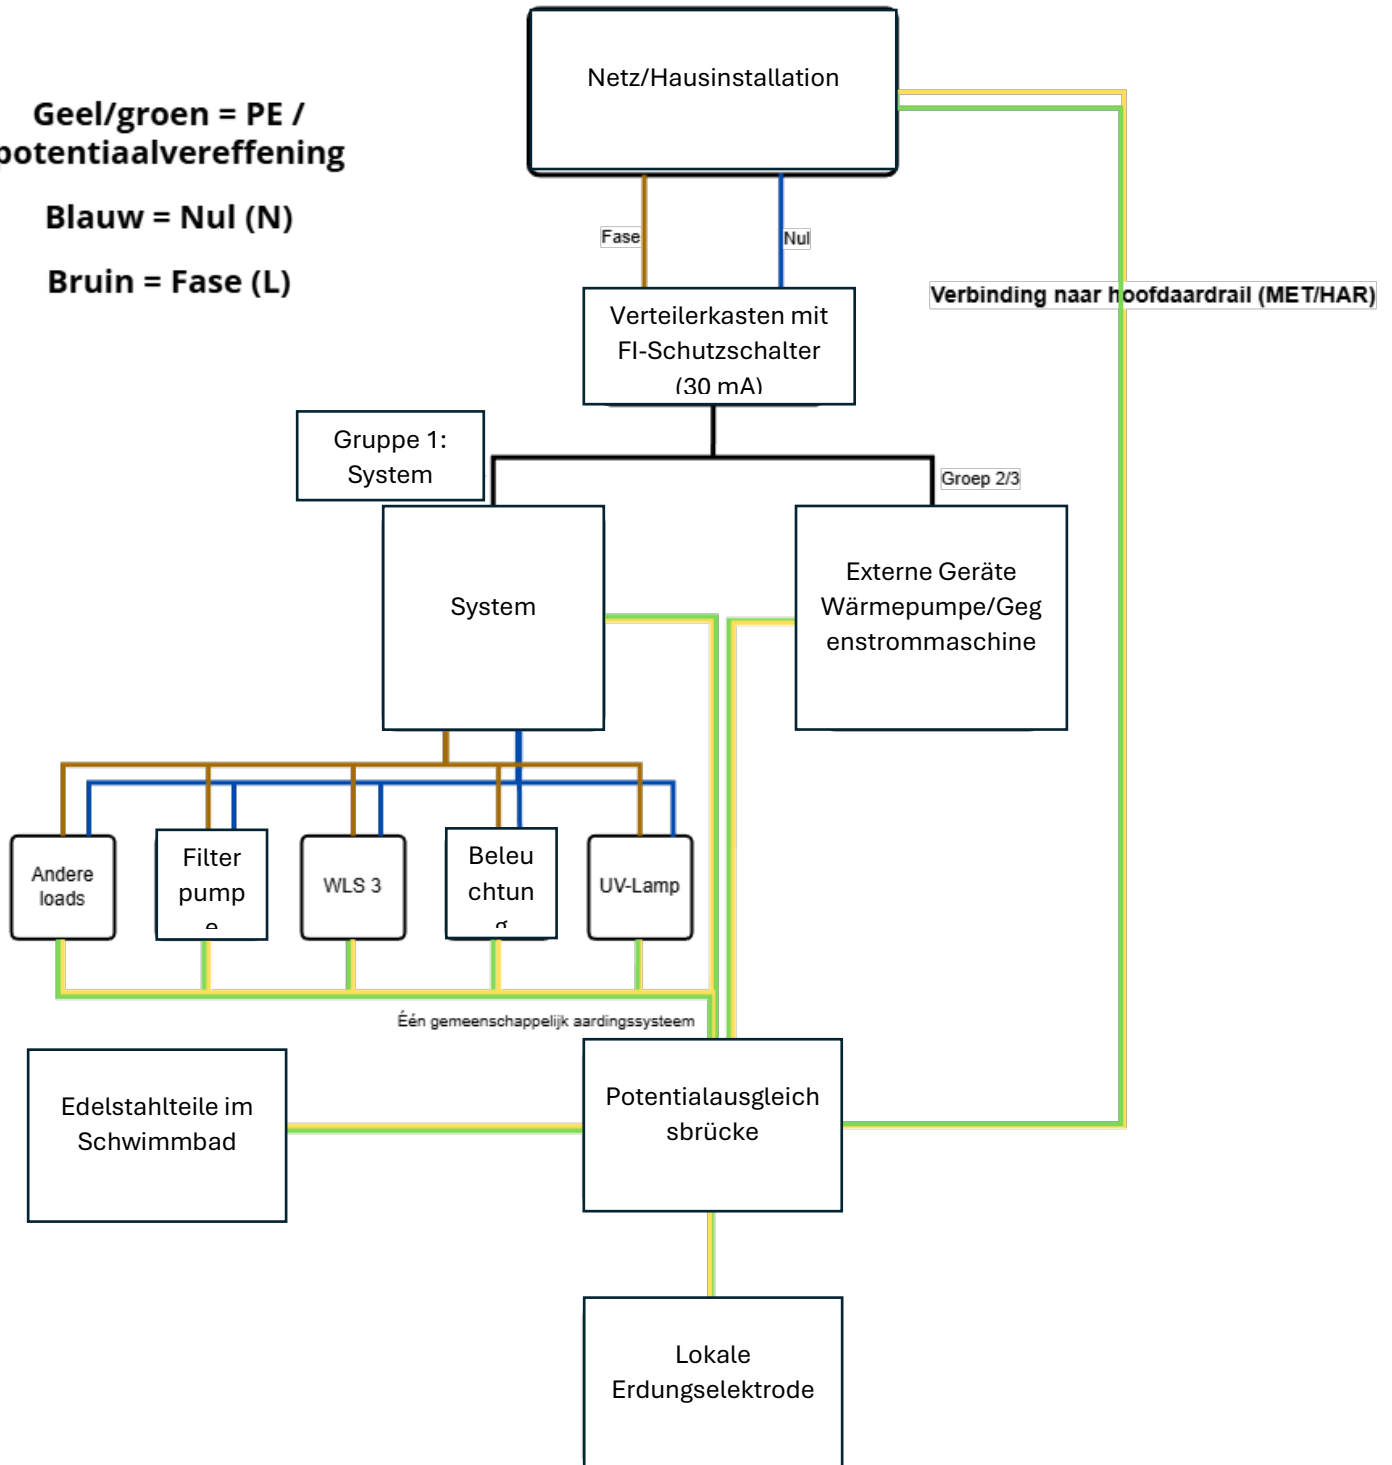 Netz/Hausinstallation
Geel/groen = PE /
potentiaalvereffening
Blauw = Nul (N)
Bruin = Fase (L)
Fase
Nul
Verbinding naar hoofdaardrail (MET/HAR)
Verteilerkasten mit
FI-Schutzschalter
(30 mA)
Gruppe 1:
System
Groep 2/3
System
Externe Geräte
Wärmepumpe/Geg
enstrommaschine
Andere
loads
Filter
pump
e
WLS 3
Beleu
chtun
g
UV-Lamp
Één gemeenschappelijk aardingssysteem
Edelstahlteile im
Schwimmbad
Potentialausgleich
sbrücke
Lokale
Erdungselektrode